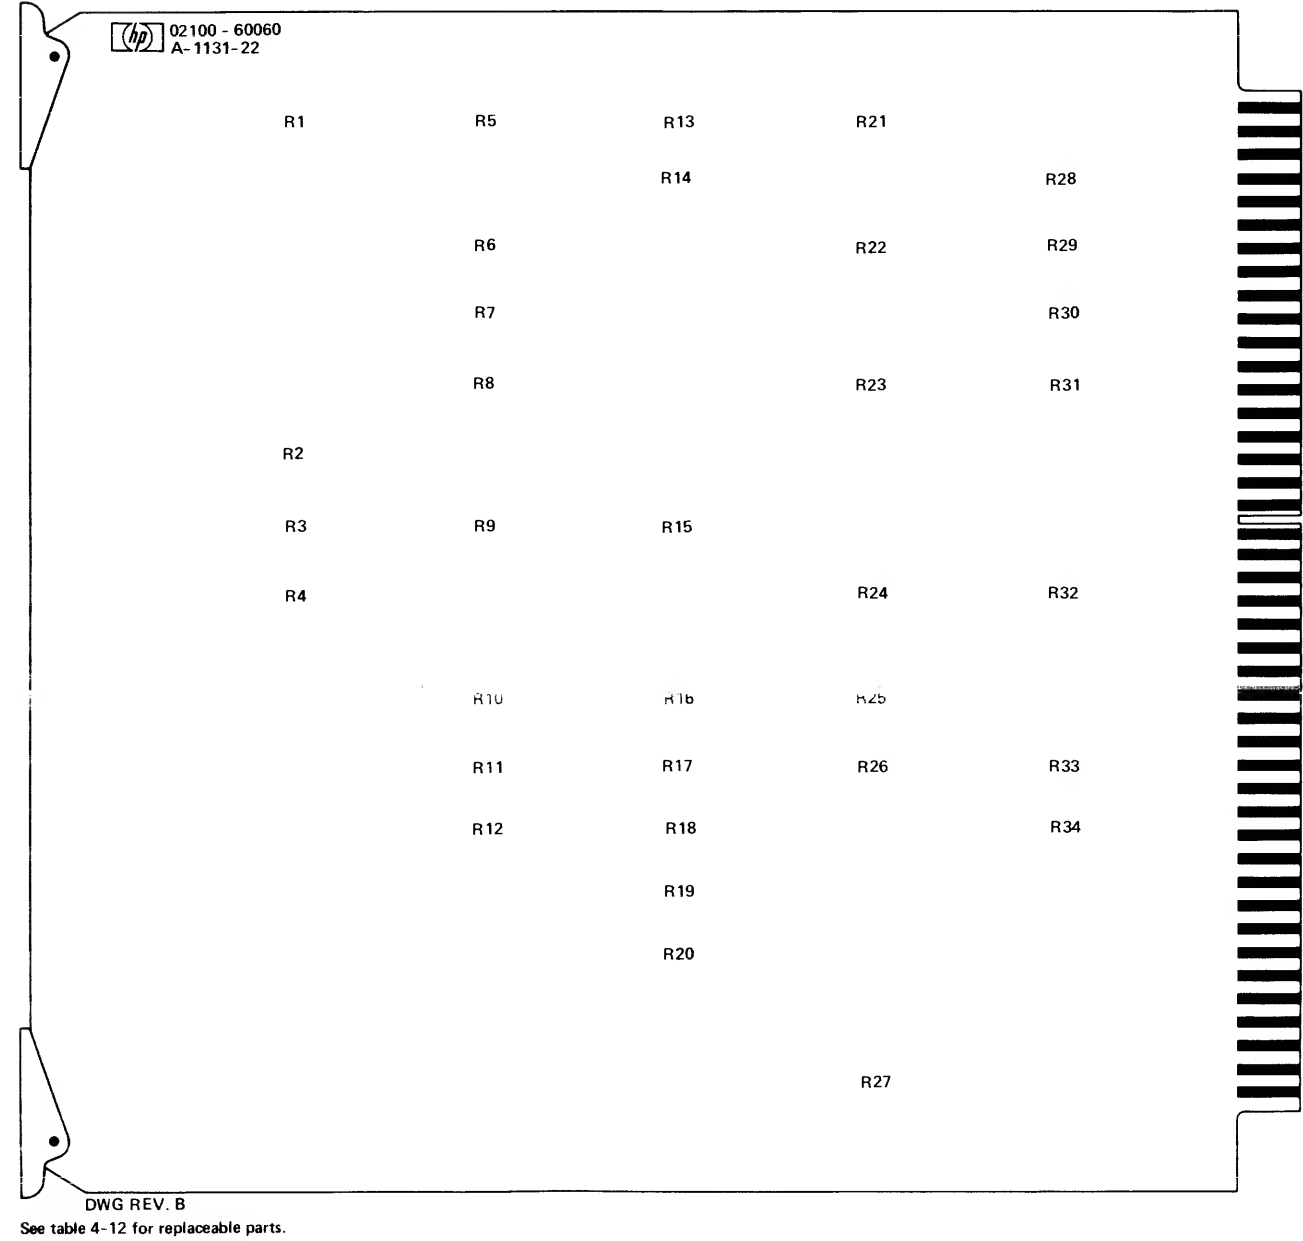 hp 02100 - 60060
A-1131-22
R1 R5 R13 R21
R14 R28
R6 R22 R29
R7 R30
R8 R23 R31
R2
R3 R9 R15
R4 R24 R32
R10 R16 R25
R11 R17 R26 R33
R12 R18 R34
R19
R20
R27
DWG REV. B
See table 4-12 for replaceable parts.